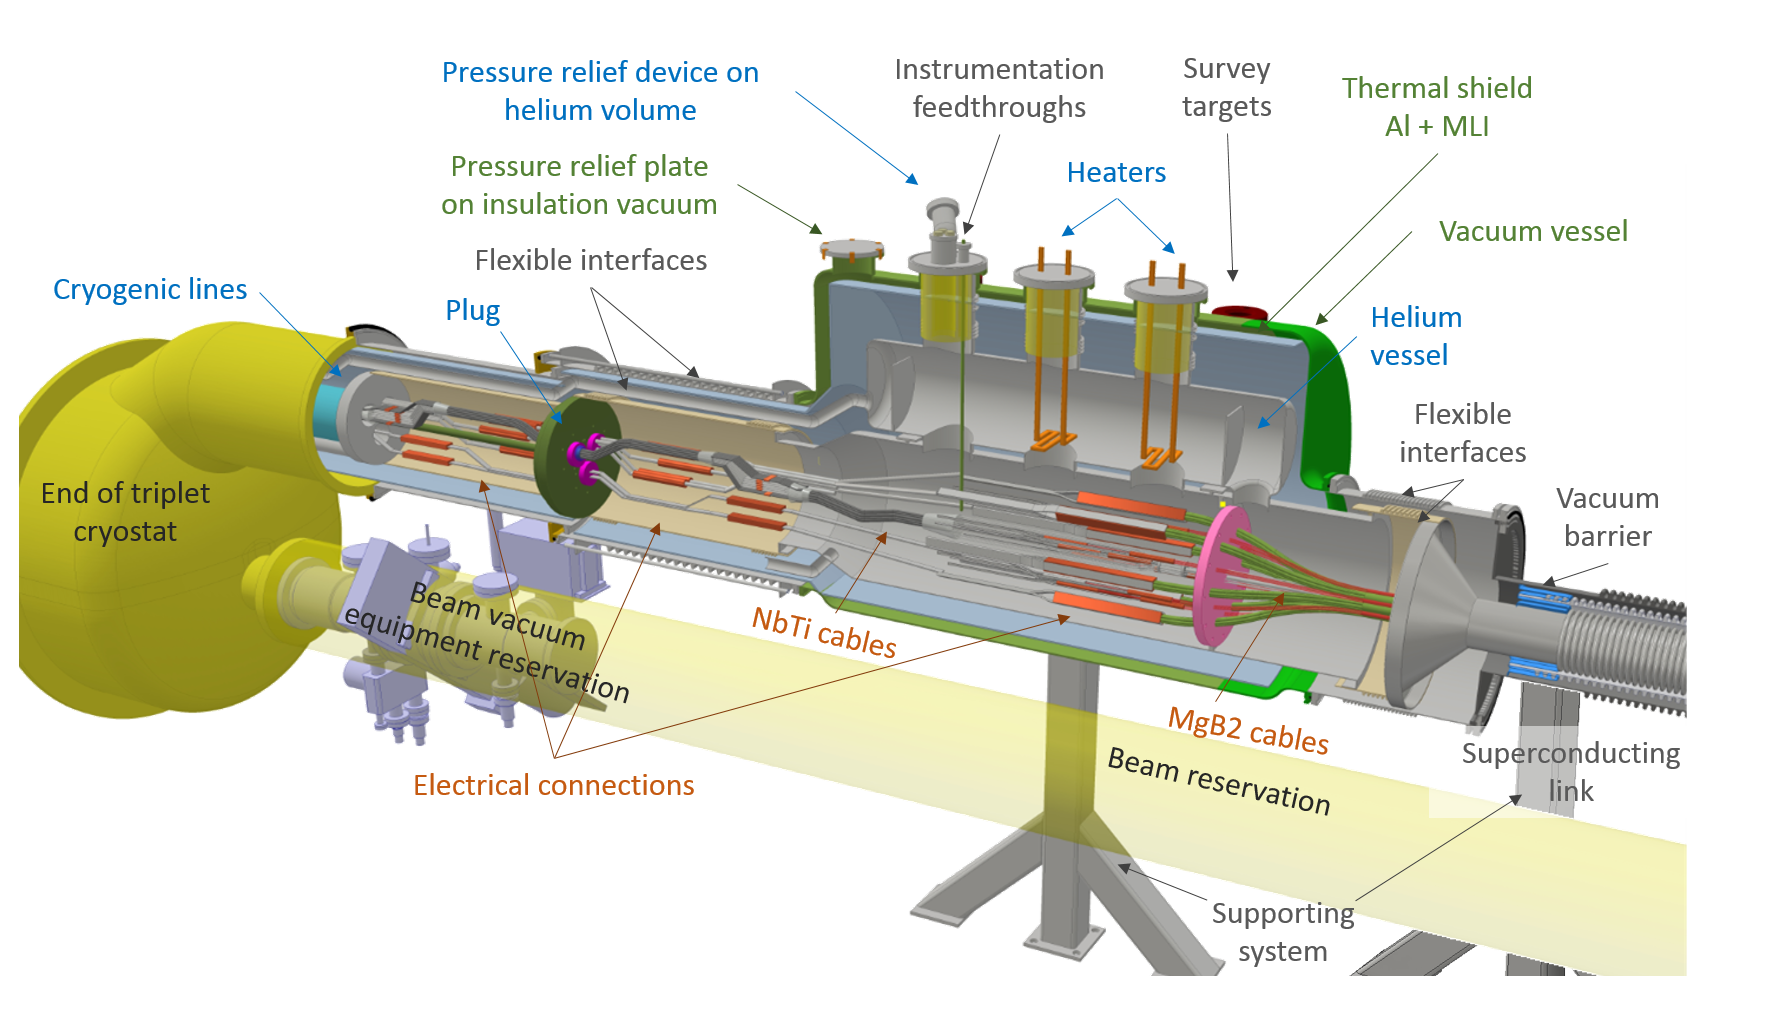 Pressure relief device on
helium volume
Instrumentation
feedthroughs
Survey
targets
Thermal shield
Al + MLI
Pressure relief plate
on insulation vacuum
Heaters
Vacuum vessel
Flexible interfaces
Cryogenic lines
Plug
Helium
vessel
Flexible
interfaces
End of triplet
cryostat
Vacuum
barrier
Beam vacuum
equipment reservation
NbTi cables
MgB2 cables
Beam reservation
Superconducting
link
Electrical connections
Supporting
system